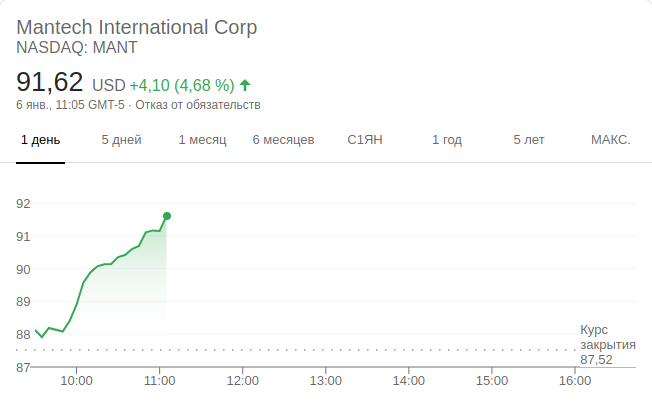 Mantech International Corp
NASDAQ: MANT
91,62 USD +4,10 (4,68 %)
6 янв., 11:05 GMT-5 · Отказ от обязательств
1 день 5 дней 1 месяц 6 месяцев С1ЯН 1 год 5 лет МАКС.
92
91
90
89
88
87
Курс
закрытия
87,52
10:00 11:00 12:00 13:00 14:00 15:00 16:00